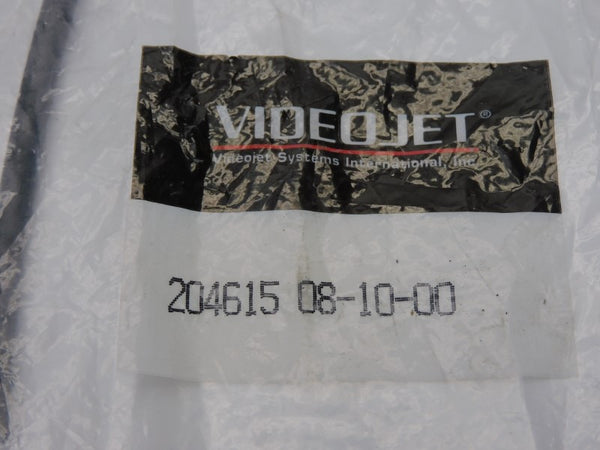 VIDEOJET®
Videojet Systems International, Inc
204615 08-10-00